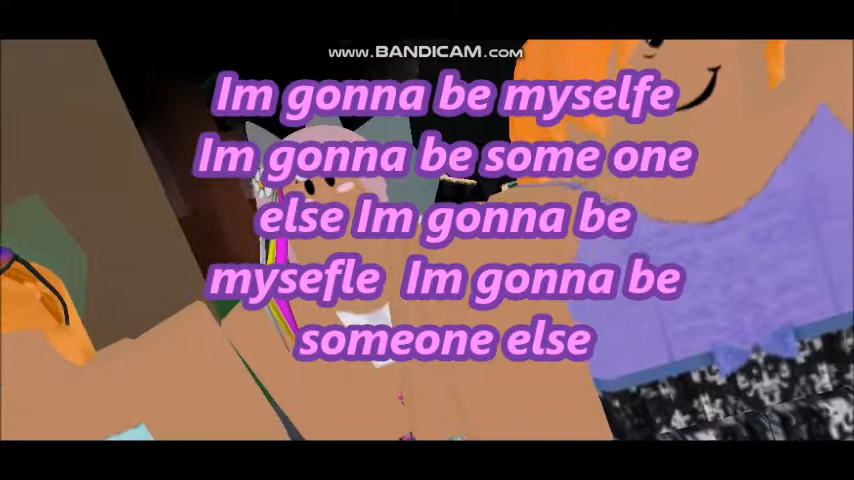 www.BANDICAM.com
Im gonna be myselfe
Im gonna be some one
else Im gonna be
mysefle  Im gonna be
someone else